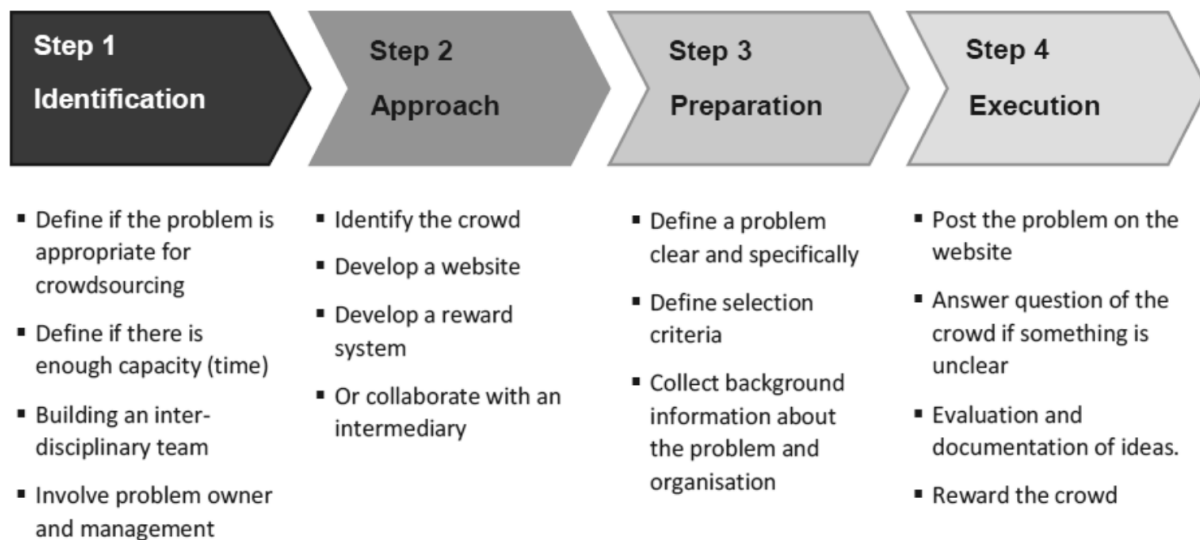 Step 1
Identification
Step 2
Approach
Step 3
Preparation
Step 4
Execution
▪ Define if the problem is
appropriate for
crowdsourcing
▪ Define if there is
enough capacity (time)
▪ Building an inter-
disciplinary team
▪ Involve problem owner
and management
▪ Identify the crowd
▪ Develop a website
▪ Develop a reward
system
▪ Or collaborate with an
intermediary
▪ Define a problem
clear and specifically
▪ Define selection
criteria
▪ Collect background
information about
the problem and
organisation
▪ Post the problem on the
website
▪ Answer question of the
crowd if something is
unclear
▪ Evaluation and
documentation of ideas.
▪ Reward the crowd